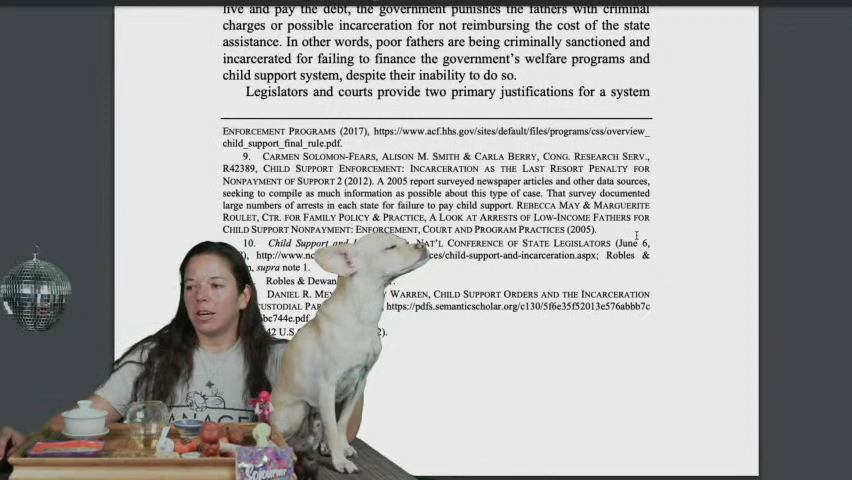 live and pay the debt, the government punishes the fathers with criminal
charges or possible incarceration for not reimbursing the cost of the state
assistance. In other words, poor fathers are being criminally sanctioned and
incarcerated for failing to finance the government's welfare programs and
child support system, despite their inability to do so.
Legislators and courts provide two primary justifications for a system
ENFORCEMENT PROGRAMS (2017), https://www.acf.hhs.gov/sites/default/files/programs/css/overview_
child_support_final_rule.pdf.
9. CARMEN SOLOMON-FEARS, ALISON M. SMITH & CARLA BERRY, CONG. RESEARCH SERV.,
R42389, CHILD SUPPORT ENFORCEMENT: INCARCERATION AS THE LAST RESORT PENALTY FOR
NONPAYMENT OF SUPPORT 2 (2012). A 2005 report surveyed newspaper articles and other data sources,
seeking to compile as much information as possible about this type of case. That survey documented
large numbers of arrests in each state for failure to pay child support. REBECCA MAY & MARGUERITE
ROULET, CTR. FOR FAMILY POLICY & PRACTICE, A LOOK AT ARRESTS OF LOW-INCOME FATHERS FOR
CHILD SUPPORT NONPAYMENT: ENFORCEMENT, COURT AND PROGRAM PRACTICES (2005).
10. Child Support and NAT'L CONFERENCE OF STATE LEGISLATORS (June 6,
http://www.nc ces/child-support-and-incarceration.aspx; Robles &
supra note 1.
Robles & Dewan
DANIEL R. WARREN, CHILD SUPPORT ORDERS AND THE INCARCERATION
CUSTODIAL https://pdfs.semanticscholar.org/c130/5f6e35f52013e576abbb7c
bc744e.pdf
42 U.S. 2).